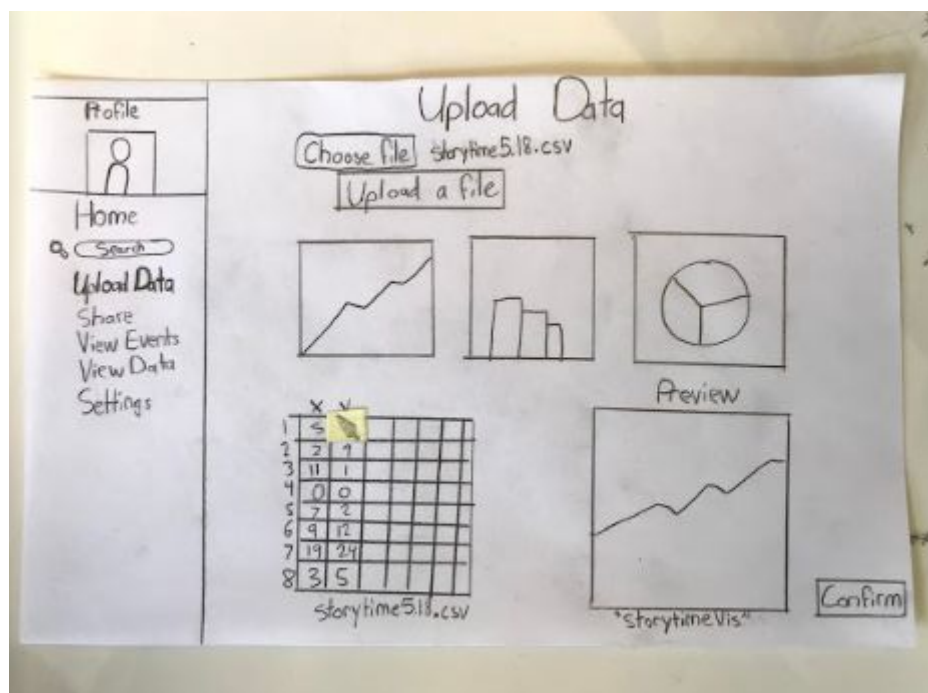 Profile
Home
Search
Upload Data
Share
View Events
View Data
Settings
Upload Data
Choose file storytime5.18.csv
Upload a file
X Y
1 5
2 2 9
3 11 1
4 0 0
5 7 2
6 9 12
7 19 24
8 3 5
storytime5.18.csv
Preview
"storytimeVis"
Confirm